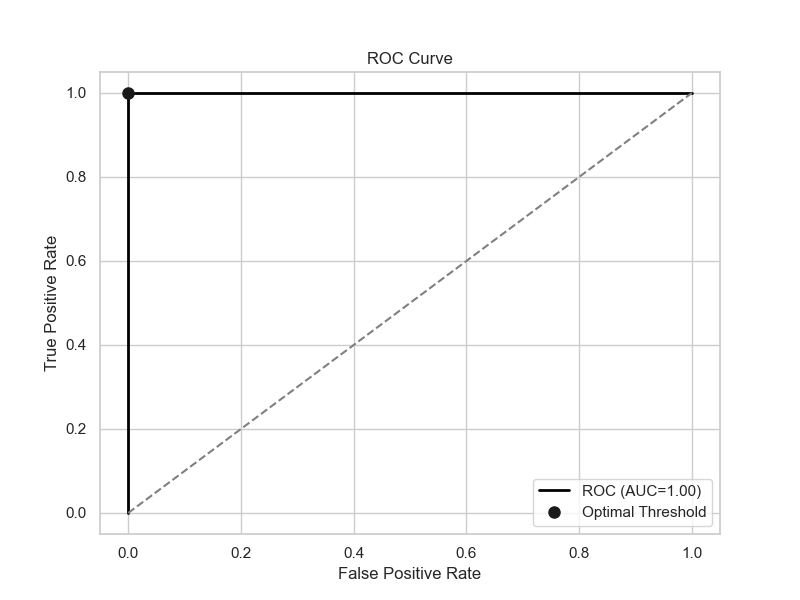 ROC Curve
True Positive Rate
1.0
0.8
0.6
0.4
0.2
0.0
0.0 0.2 0.4 0.6 0.8 1.0
False Positive Rate
ROC (AUC=1.00)
Optimal Threshold